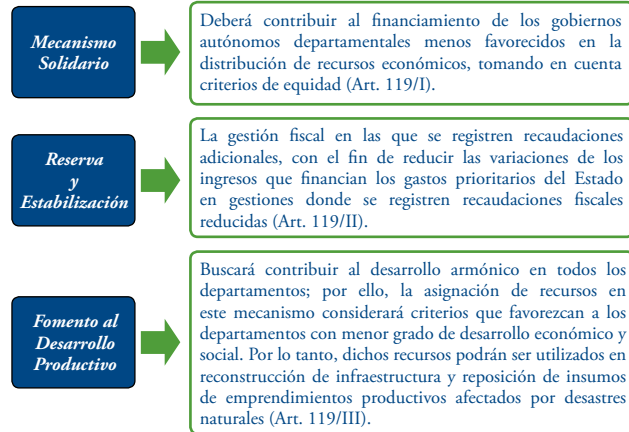 Mecanismo
Solidario
Deberá contribuir al financiamiento de los gobiernos
autónomos departamentales menos favorecidos en la
distribución de recursos económicos, tomando en cuenta
criterios de equidad (Art. 119/I).
Reserva
y
Estabilización
La gestión fiscal en las que se registren recaudaciones
adicionales, con el fin de reducir las variaciones de los
ingresos que financian los gastos prioritarios del Estado
en gestiones donde se registren recaudaciones fiscales
reducidas (Art. 119/II).
Fomento al
Desarrollo
Productivo
Buscará contribuir al desarrollo armónico en todos los
departamentos; por ello, la asignación de recursos en
este mecanismo considerará criterios que favorezcan a los
departamentos con menor grado de desarrollo económico y
social. Por lo tanto, dichos recursos podrán ser utilizados en
reconstrucción de infraestructura y reposición de insumos
de emprendimientos productivos afectados por desastres
naturales (Art. 119/III).